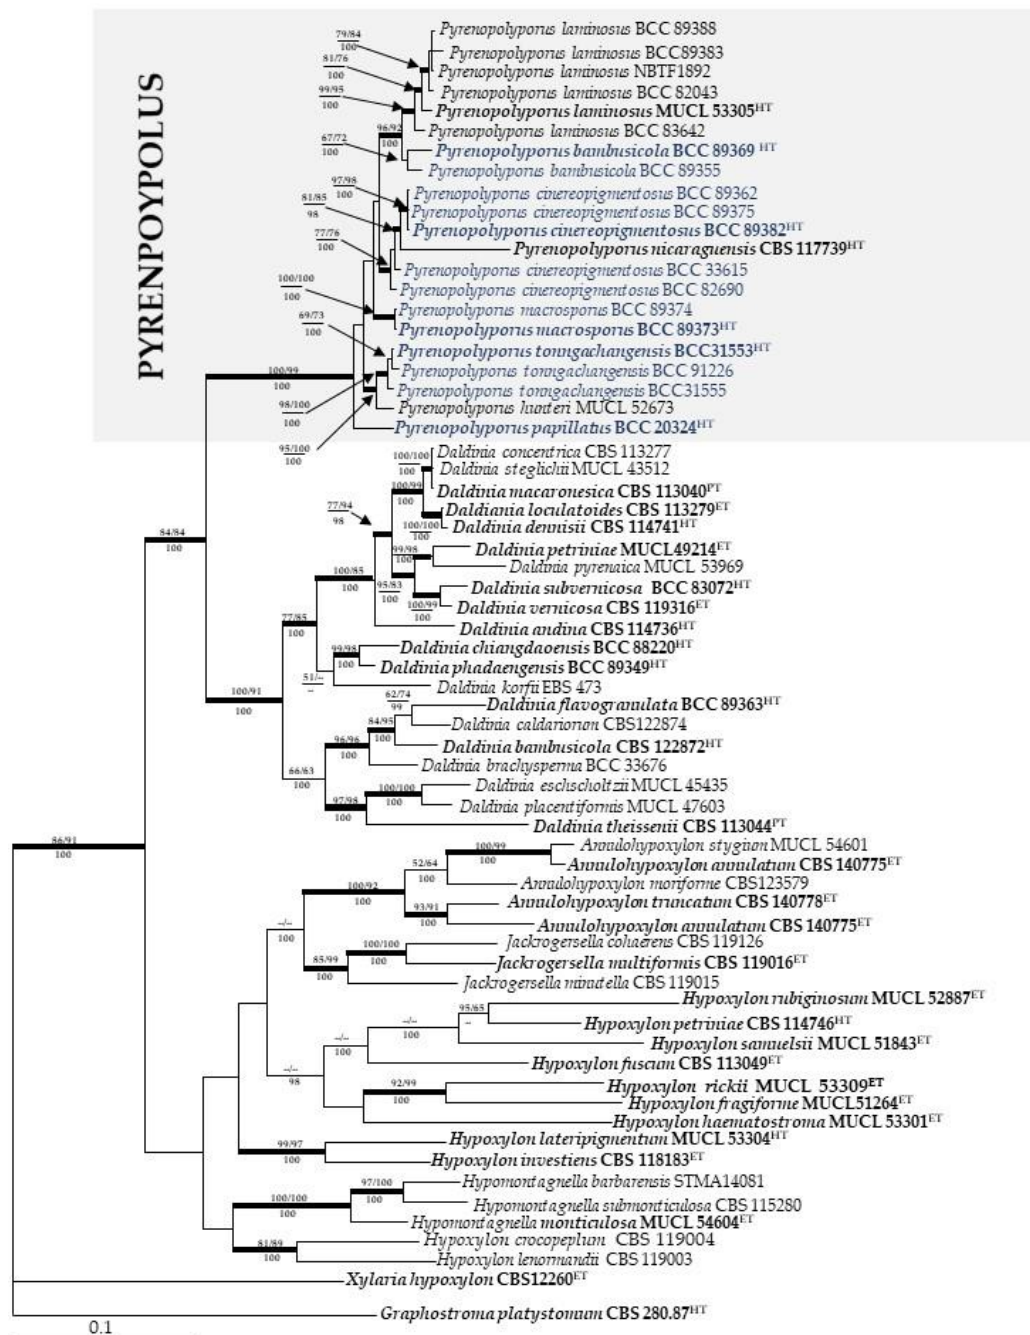 PYRENPOYPOLUS
79/84
100
Pyrenopolyporus laminosus BCC 89388
81/76
100
Pyrenopolyporus laminosus BCC89383
Pyrenopolyporus laminosus NBTF1892
99/95
100
Pyrenopolyporus laminosus BCC 82043
Pyrenopolyporus laminosus MUCL 53305HT
96/92
100
Pyrenopolyporus laminosus BCC 83642
67/72
100
Pyrenopolyporus bambusicola BCC 89369 HT
Pyrenopolyporus bambusicola BCC 89355
97/98
100
Pyrenopolyporus cinereopigmentosus BCC 89362
81/85
98
Pyrenopolyporus cinereopigmentosus BCC 89375
Pyrenopolyporus cinereopigmentosus BCC 89382HT
77/76
100
Pyrenopolyporus nicaraguensis CBS 117739HT
Pyrenopolyporus cinereopigmentosus BCC 33615
100/100
100
Pyrenopolyporus cinereopigmentosus BCC 82690
Pyrenopolyporus macrosporus BCC 89374
69/73
100
Pyrenopolyporus macrosporus BCC 89373HT
Pyrenopolyporus tonngachangensis BCC31553HT
100/99
100
Pyrenopolyporus tonngachangensis BCC 91226
Pyrenopolyporus tonngachangensis BCC31555
98/100
100
Pyrenopolyporus hunteri MUCL 52673
Pyrenopolyporus papillatus BCC 20324HT
95/100
100
Daldinia concentrica CBS 113277
100/100
100
Daldinia steglichii MUCL 43512
100/99
100
Daldinia macaronesica CBS 113040PT
77/94
98
Daldiania loculatoides CBS 113279ET
100/100
100
Daldinia dennisii CBS 114741HT
84/84
100
99/98
100
Daldinia petriniae MUCL49214ET
Daldinia pyrenaica MUCL 53969
100/85
100
95/83
100
Daldinia subvernicosa BCC 83072HT
100/99
100
Daldinia vernicosa CBS 119316ET
77/85
100
Daldinia andina CBS 114736HT
99/98
100
Daldinia chiangdaoensis BCC 88220HT
Daldinia phadaengensis BCC 89349HT
51/--
--
Daldinia korfii EBS 473
100/91
100
62/74
99
Daldinia flavogranulata BCC 89363HT
84/95
100
Daldinia caldariorum CBS122874
96/96
100
Daldinia bambusicola CBS 122872HT
Daldinia brachysperma BCC 33676
66/63
100
100/100
100
Daldinia eschscholtzii MUCL 45435
97/98
100
Daldinia placentiformis MUCL 47603
Daldinia theissenii CBS 113044PT
86/91
100
100/99
100
Annulohypoxylon stygium MUCL 54601
52/64
100
Annulohypoxylon annulatum CBS 140775ET
100/92
100
Annulohypoxylon moriforme CBS123579
93/91
100
Annulohypoxylon truncatum CBS 140778ET
--/--
100
Annulohypoxylon annulatum CBS 140775ET
100/100
100
Jackrogersella cohaerens CBS 119126
85/99
100
Jackrogersella multiformis CBS 119016ET
Jackrogersella minutella CBS 119015
95/65
--
Hypoxylon rubiginosum MUCL 52887ET
--/--
100
Hypoxylon petriniae CBS 114746HT
--/--
100
Hypoxylon samuelsii MUCL 51843ET
--/--
98
Hypoxylon fuscum CBS 113049ET
92/99
100
Hypoxylon rickii MUCL 53309ET
Hypoxylon fragiforme MUCL51264ET
Hypoxylon haematostroma MUCL 53301ET
99/97
100
Hypoxylon lateripigmentum MUCL 53304HT
Hypoxylon investiens CBS 118183ET
97/100
100
Hypomontagnella barbarensis STMA14081
100/100
100
Hypomontagnella submonticulosa CBS 115280
Hypomontagnella monticulosa MUCL 54604ET
81/89
100
Hypoxylon crocopeplum CBS 119004
Hypoxylon lenormandii CBS 119003
Xylaria hypoxylon CBS12260ET
Graphostroma platystomum CBS 280.87HT
0.1